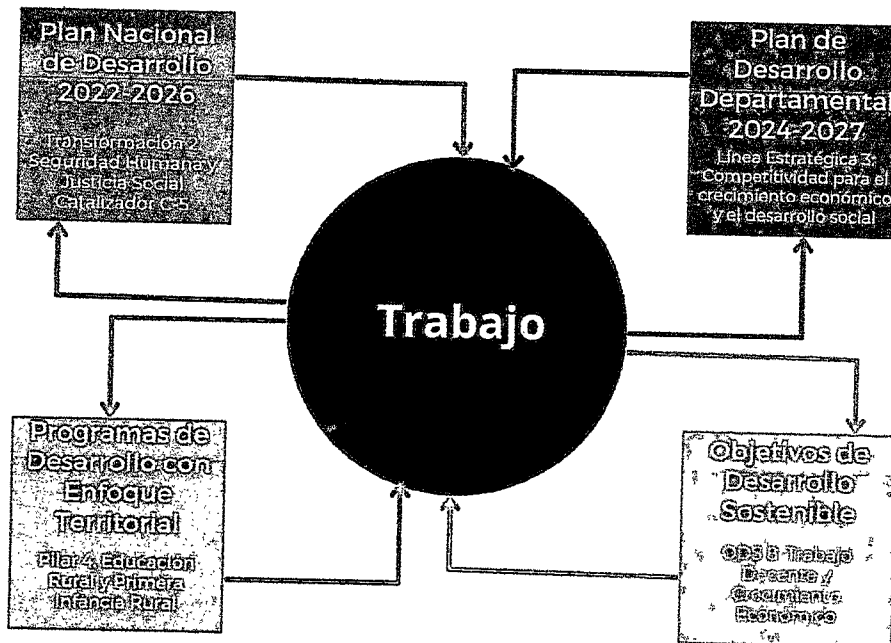 Plan Nacional
de Desarrollo
2022-2026
Transformación 2
Seguridad Humana y
Justicia Social
Catalizador C-5
Plan de
Desarrollo
Departamental
2024-2027
Línea Estratégica 3:
Competitividad para el
crecimiento económico
y el desarrollo social
Trabajo
Programas de
Desarrollo con
Enfoque
Territorial
Pilar 4. Educación
Rural y Primera
Infancia Rural
Objetivos de
Desarrollo
Sostenible
ODS 8 Trabajo
Decente y
Crecimiento
Económico